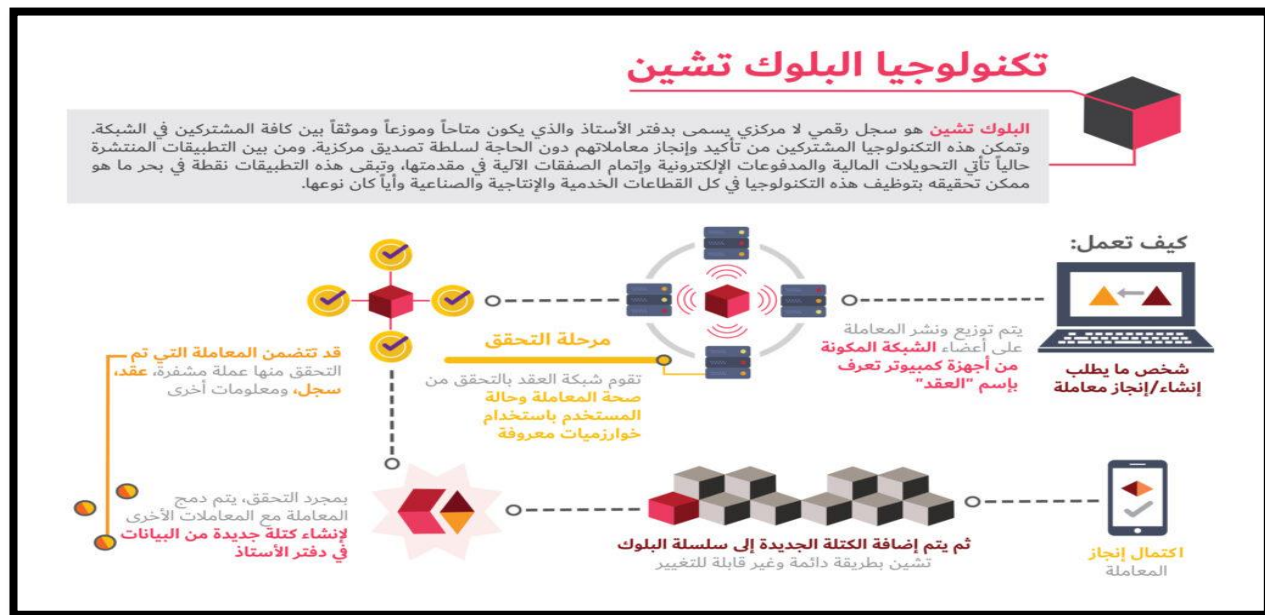 تكنولوجيا البلوك تشين
البلوك تشين هو سجل رقمي لا مركزي يسمى بدفتر الأستاذ والذي يكون متاحاً وموزعاً وموثقاً بين كافة المشتركين في الشبكة.
وتمكن هذه التكنولوجيا المشتركين من تأكيد وإنجاز معاملاتهم دون الحاجة لسلطة تصديق مركزية. ومن بين التطبيقات المنتشرة
حالياً تأتي التحويلات المالية والمدفوعات الإلكترونية وإتمام الصفقات الآلية في مقدمتها، وتبقى هذه التطبيقات نقطة في بحر ما هو
ممكن تحقيقه بتوظيف هذه التكنولوجيا في كل القطاعات الخدمية والإنتاجية والصناعية وأياً كان نوعها.
كيف تعمل:
شخص ما يطلب
إنشاء/إنجاز معاملة
يتم توزيع ونشر المعاملة
على أعضاء الشبكة المكونة
من أجهزة كمبيوتر تعرف
بإسم "العقد"
مرحلة التحقق
تقوم شبكة العقد بالتحقق من
صحة المعاملة وحالة
المستخدم باستخدام
خوارزميات معروفة
قد تتضمن المعاملة التي تم
التحقق منها عملة مشفرة، عقد،
سجل، ومعلومات أخرى
بمجرد التحقق، يتم دمج
المعاملة مع المعاملات الأخرى
لإنشاء كتلة جديدة من البيانات
في دفتر الأستاذ
ثم يتم إضافة الكتلة الجديدة إلى سلسلة البلوك
تشين بطريقة دائمة وغير قابلة للتغيير
اكتمال إنجاز
المعاملة